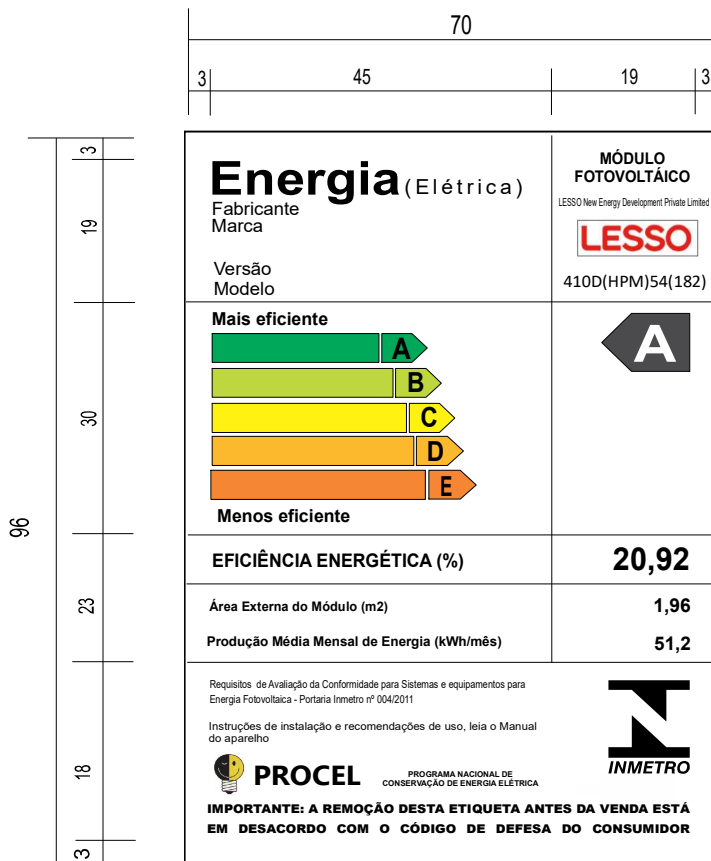 70
3 45 19 3
Energia (Elétrica)
Fabricante
Marca
Versão
Modelo
MÓDULO
FOTOVOLTÁICO
LESSO New Energy Development Private Limited
LESSO
410D(HPM)54(182)
Mais eficiente
A
B
C
D
E
Menos eficiente
A
EFICIÊNCIA ENERGÉTICA (%) 20,92
Área Externa do Módulo (m2) 1,96
Produção Média Mensal de Energia (kWh/mês) 51,2
Requisitos de Avaliação da Conformidade para Sistemas e equipamentos para
Energia Fotovoltaica - Portaria Inmetro nº 004/2011
Instruções de instalação e recomendações de uso, leia o Manual
do aparelho
PROCEL
PROGRAMA NACIONAL DE
CONSERVAÇÃO DE ENERGIA ELÉTRICA
INMETRO
IMPORTANTE: A REMOÇÃO DESTA ETIQUETA ANTES DA VENDA ESTÁ
EM DESACORDO COM O CÓDIGO DE DEFESA DO CONSUMIDOR
96
3
19
30
23
18
3